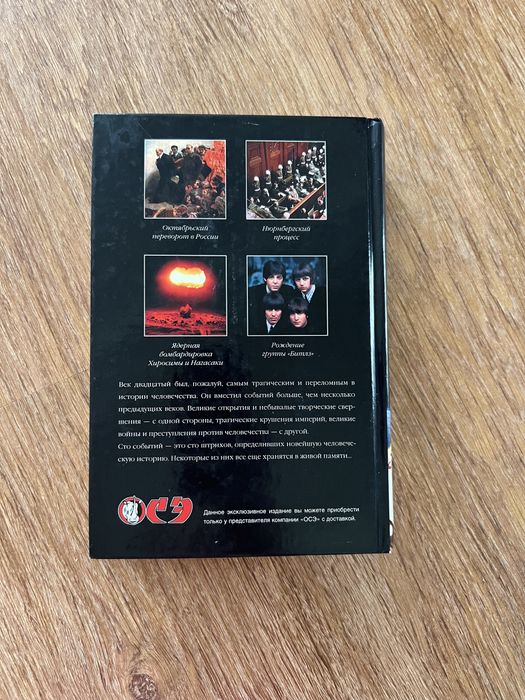 Октябрьский
переворот в России
Нюрнбергский
процесс
Ядерная
бомбардировка
Хиросимы и Нагасаки
Рождение
группы «Битлз»
Век двадцатый был, пожалуй, самым трагическим и переломным в
истории человечества. Он вместил событий больше, чем несколько
предыдущих веков. Великие открытия и небывалые творческие свер-
шения — с одной стороны, трагические крушения империй, великие
войны и преступления против человечества — с другой.
Сто событий — это сто штрихов, определивших новейшую человечес-
скую историю. Некоторые из них все еще хранятся в живой памяти...
ОСЭ
Данное эксклюзивное издание вы можете приобрести
только у представителя компании «ОСЭ» с доставкой.